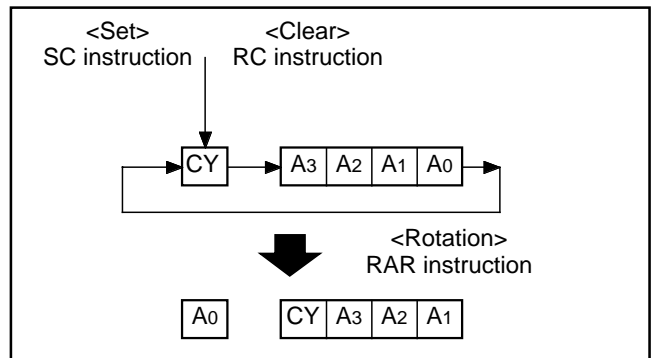 <Set> <Clear>
SC instruction RC instruction
CY A3 A2 A1 A0
<Rotation>
RAR instruction
A0 CY A3 A2 A1